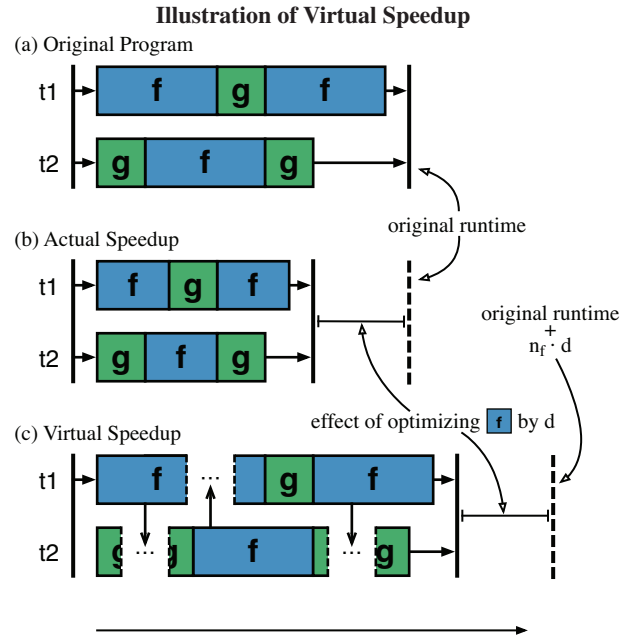 Illustration of Virtual Speedup
(a) Original Program
t1 f g f
t2 g f g
original runtime
(b) Actual Speedup
t1 f g f
t2 g f g
original runtime
+
n_f · d
effect of optimizing f by d
(c) Virtual Speedup
t1 f ... g f
t2 g ... g f ... g